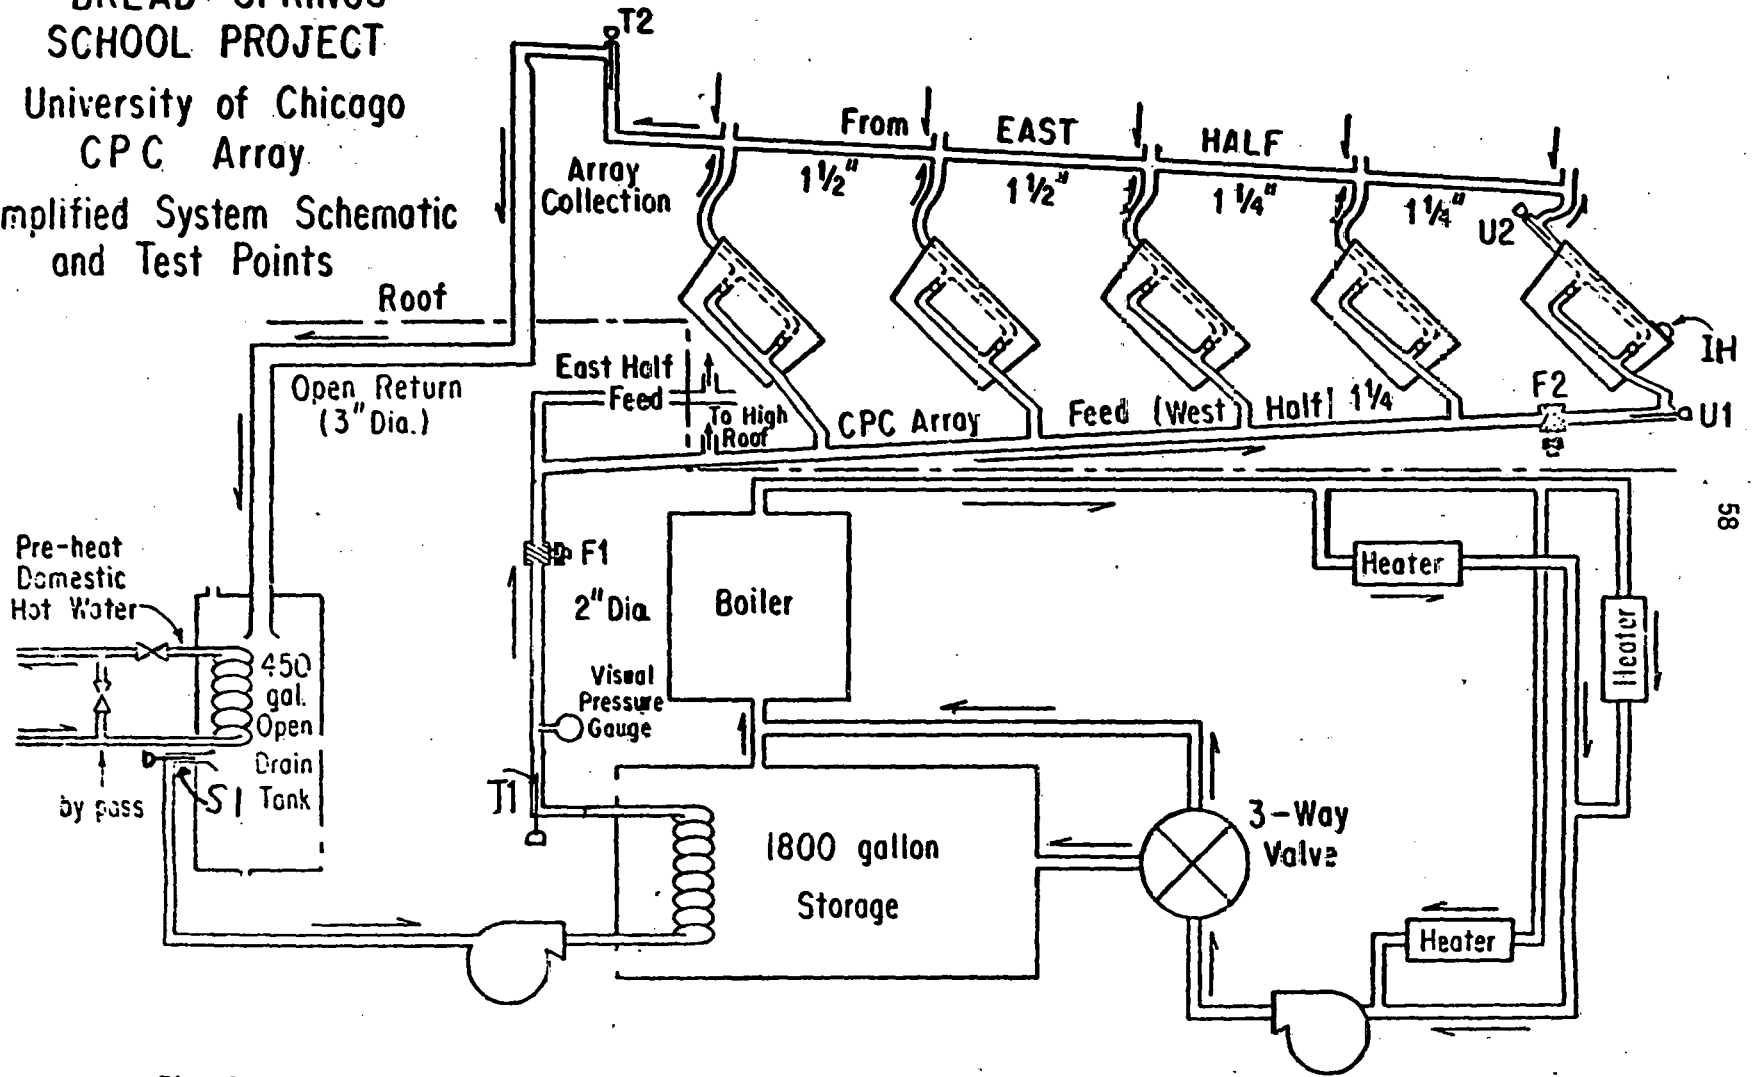 BREAD SPRINGS
SCHOOL PROJECT
University of Chicago
CPC Array
mplified System Schematic
and Test Points
T2
From EAST HALF
1½" 1½" 1¼" 1¼"
Array
Collection
U2
IH
Roof
Open Return
(3" Dia.)
East Half
Feed
To High
Roof
CPC Array Feed (West Half) 1¼
F2
U1
58
Pre-heat
Domestic
Hot Water
450
gal.
Open
Drain
Tank
by pass
S1
F1
2" Dia.
Visual
Pressure
Gauge
T1
Boiler
Heater
Heater
1800 gallon
Storage
3-Way
Valve
Heater